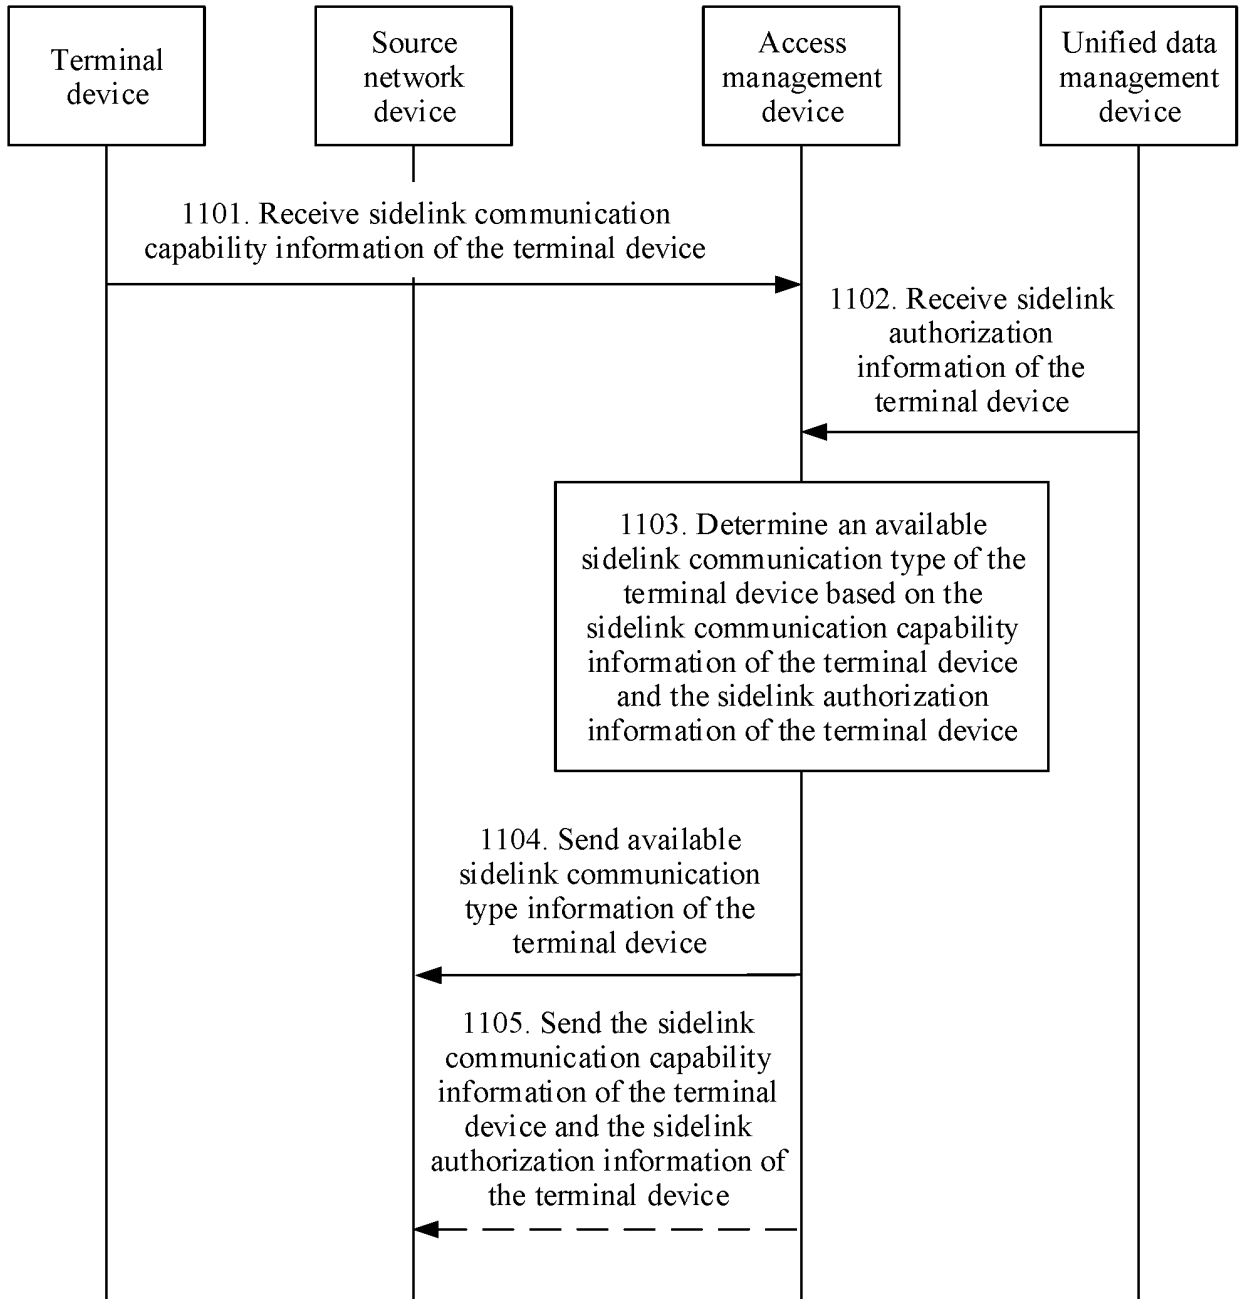 Terminal
device
Source
network
device
Access
management
device
Unified data
management
device
1101. Receive sidelink communication
capability information of the terminal device
1102. Receive sidelink
authorization
information of the
terminal device
1103. Determine an available
sidelink communication type of the
terminal device based on the
sidelink communication capability
information of the terminal device
and the sidelink authorization
information of the terminal device
1104. Send available
sidelink communication
type information of the
terminal device
1105. Send the sidelink
communication capability
information of the terminal
device and the sidelink
authorization information of
the terminal device